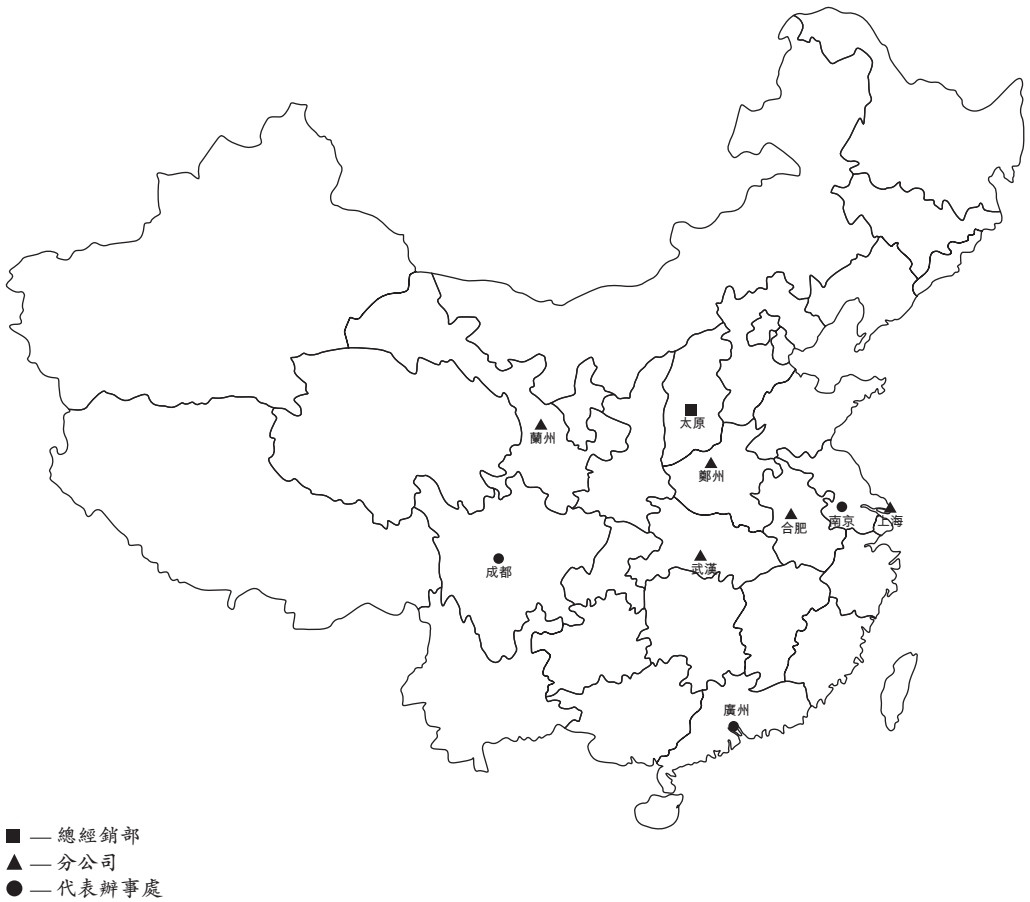 太原
蘭州
鄭州
合肥
南京
上海
武漢
成都
廣州
■ — 總經銷部
▲ — 分公司
● — 代表辦事處